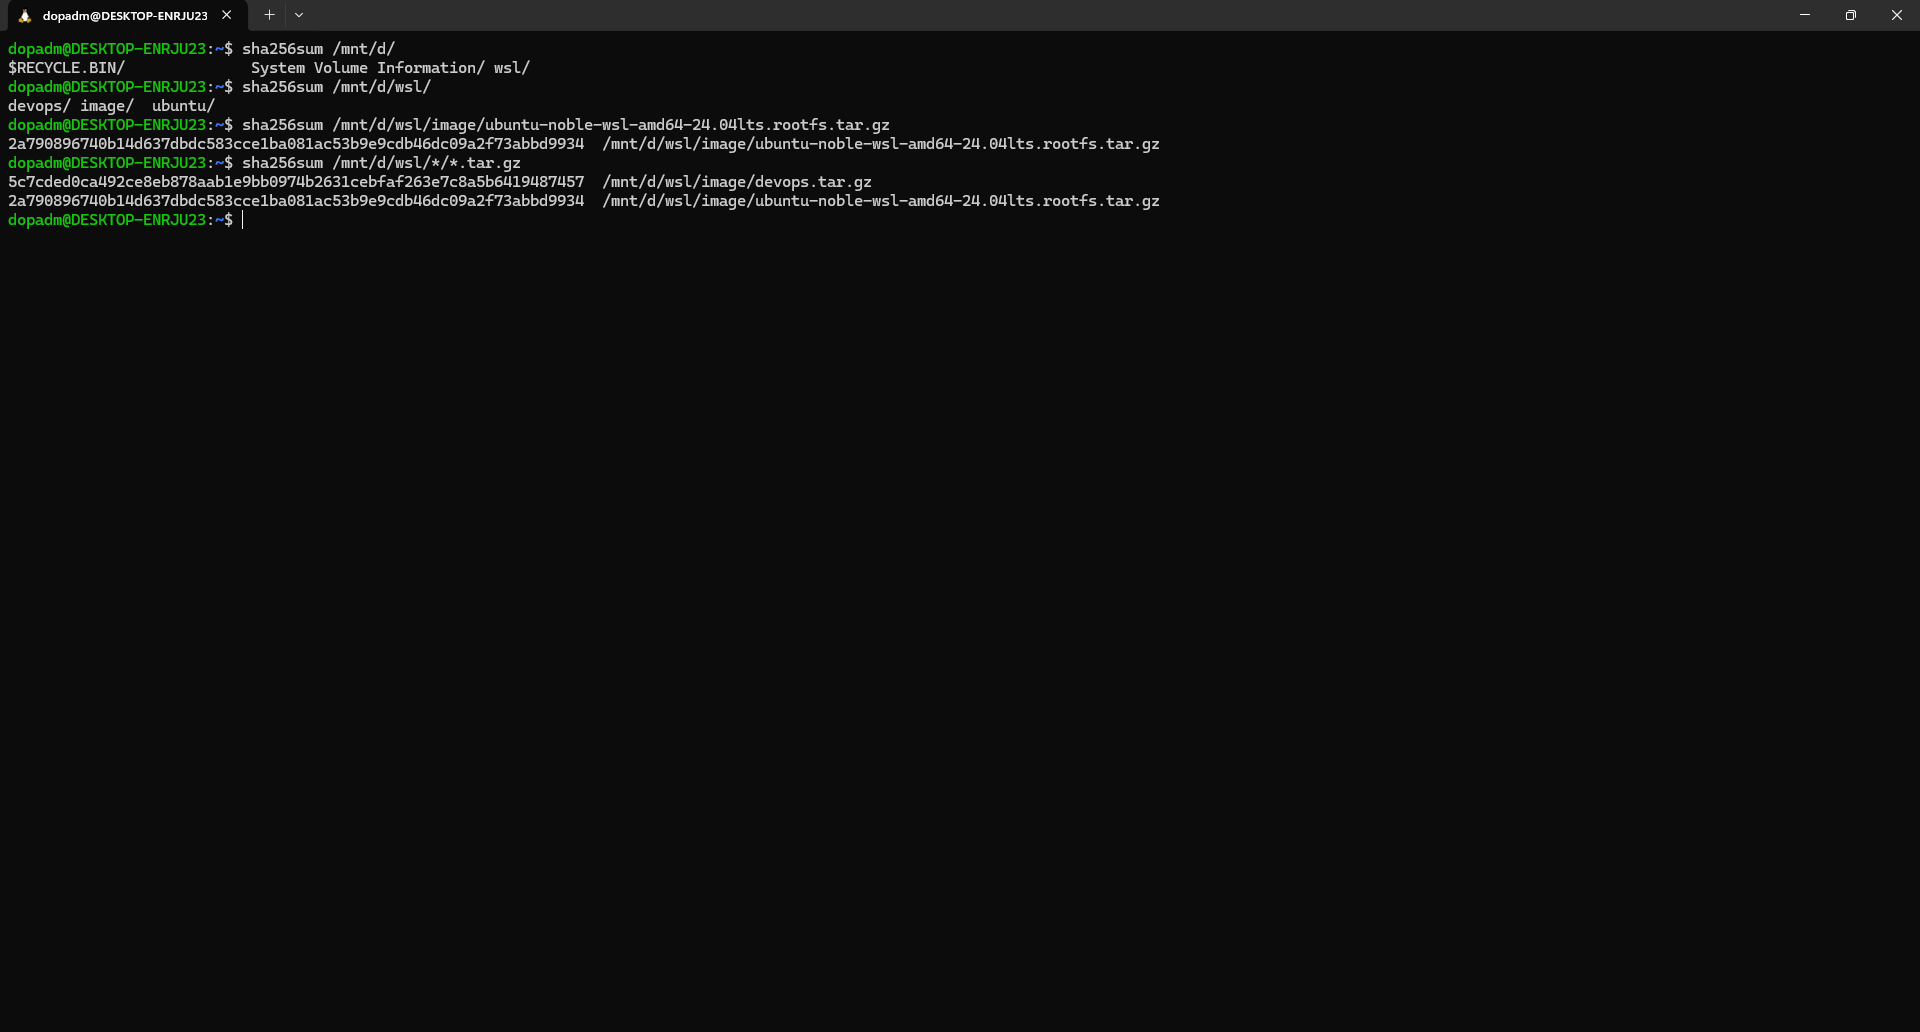 dopadm@DESKTOP-ENRJU23
dopadm@DESKTOP-ENRJU23:~$ sha256sum /mnt/d/
$RECYCLE.BIN/              System Volume Information/ wsl/
dopadm@DESKTOP-ENRJU23:~$ sha256sum /mnt/d/wsl/
devops/ image/  ubuntu/
dopadm@DESKTOP-ENRJU23:~$ sha256sum /mnt/d/wsl/image/ubuntu-noble-wsl-amd64-24.04lts.rootfs.tar.gz
2a790896740b14d637dbdc583cce1ba081ac53b9e9cdb46dc09a2f73abbd9934  /mnt/d/wsl/image/ubuntu-noble-wsl-amd64-24.04lts.rootfs.tar.gz
dopadm@DESKTOP-ENRJU23:~$ sha256sum /mnt/d/wsl/*/*.tar.gz
5c7cded0ca492ce8eb878aab1e9bb0974b2631cebfaf263e7c8a5b6419487457  /mnt/d/wsl/image/devops.tar.gz
2a790896740b14d637dbdc583cce1ba081ac53b9e9cdb46dc09a2f73abbd9934  /mnt/d/wsl/image/ubuntu-noble-wsl-amd64-24.04lts.rootfs.tar.gz
dopadm@DESKTOP-ENRJU23:~$